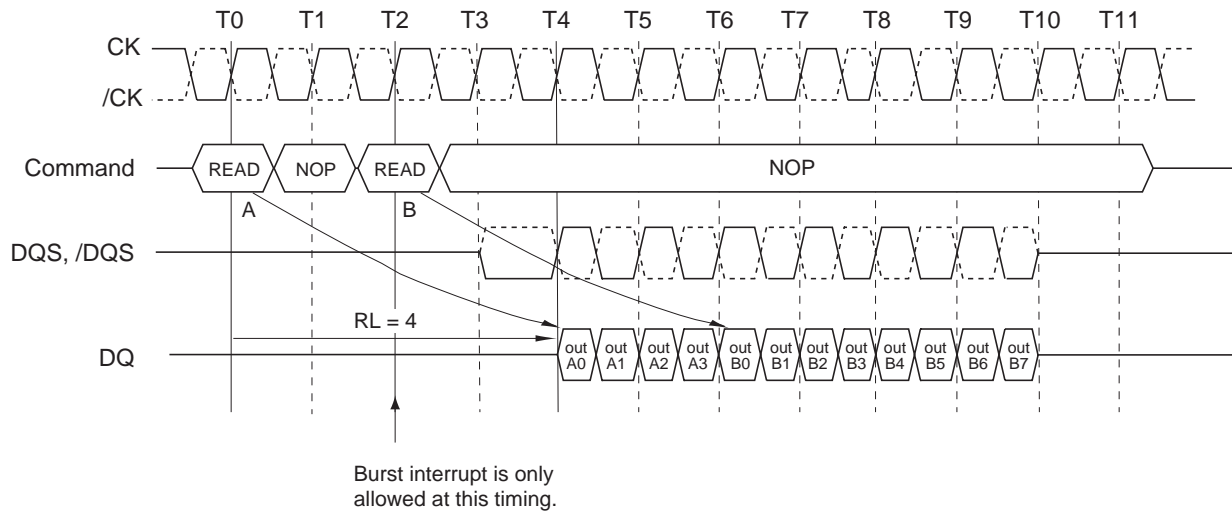 T0 T1 T2 T3 T4 T5 T6 T7 T8 T9 T10 T11
CK
/CK
Command READ NOP READ NOP
A B
DQS, /DQS
RL = 4
DQ out A0 out A1 out A2 out A3 out B0 out B1 out B2 out B3 out B4 out B5 out B6 out B7
Burst interrupt is only
allowed at this timing.